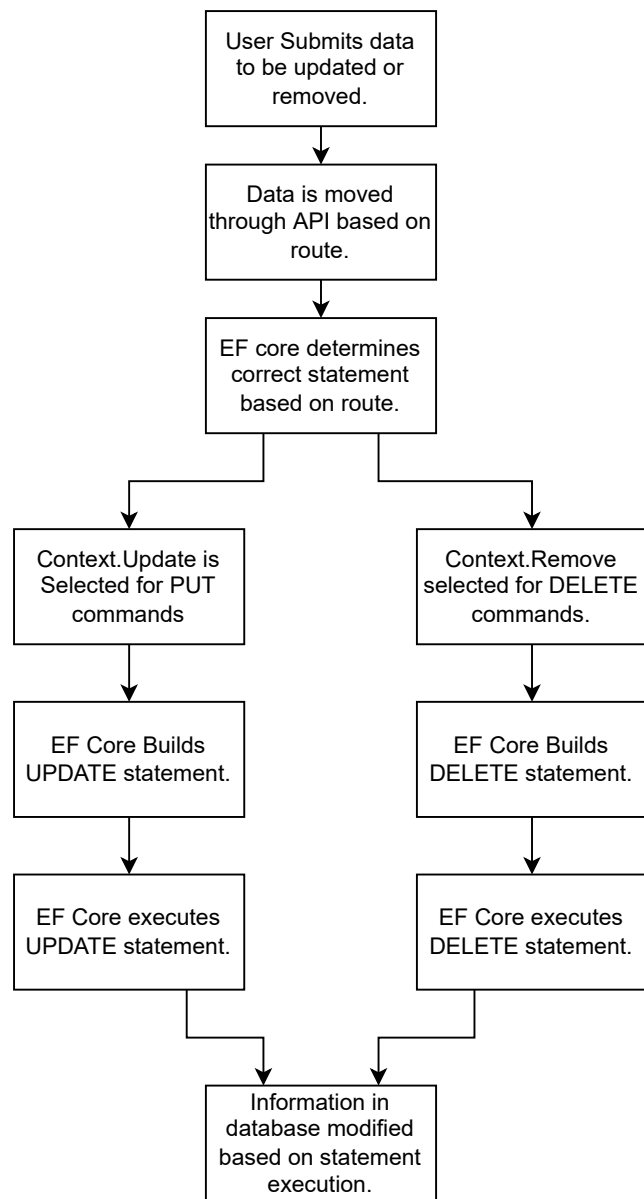 User Submits data
to be updated or
removed.
Data is moved
through API based on
route.
EF core determines
correct statement
based on route.
Context.Update is
Selected for PUT
commands
Context.Remove
selected for DELETE
commands.
EF Core Builds
UPDATE statement.
EF Core Builds
DELETE statement.
EF Core executes
UPDATE statement.
EF Core executes
DELETE statement.
Information in
database modified
based on statement
execution.